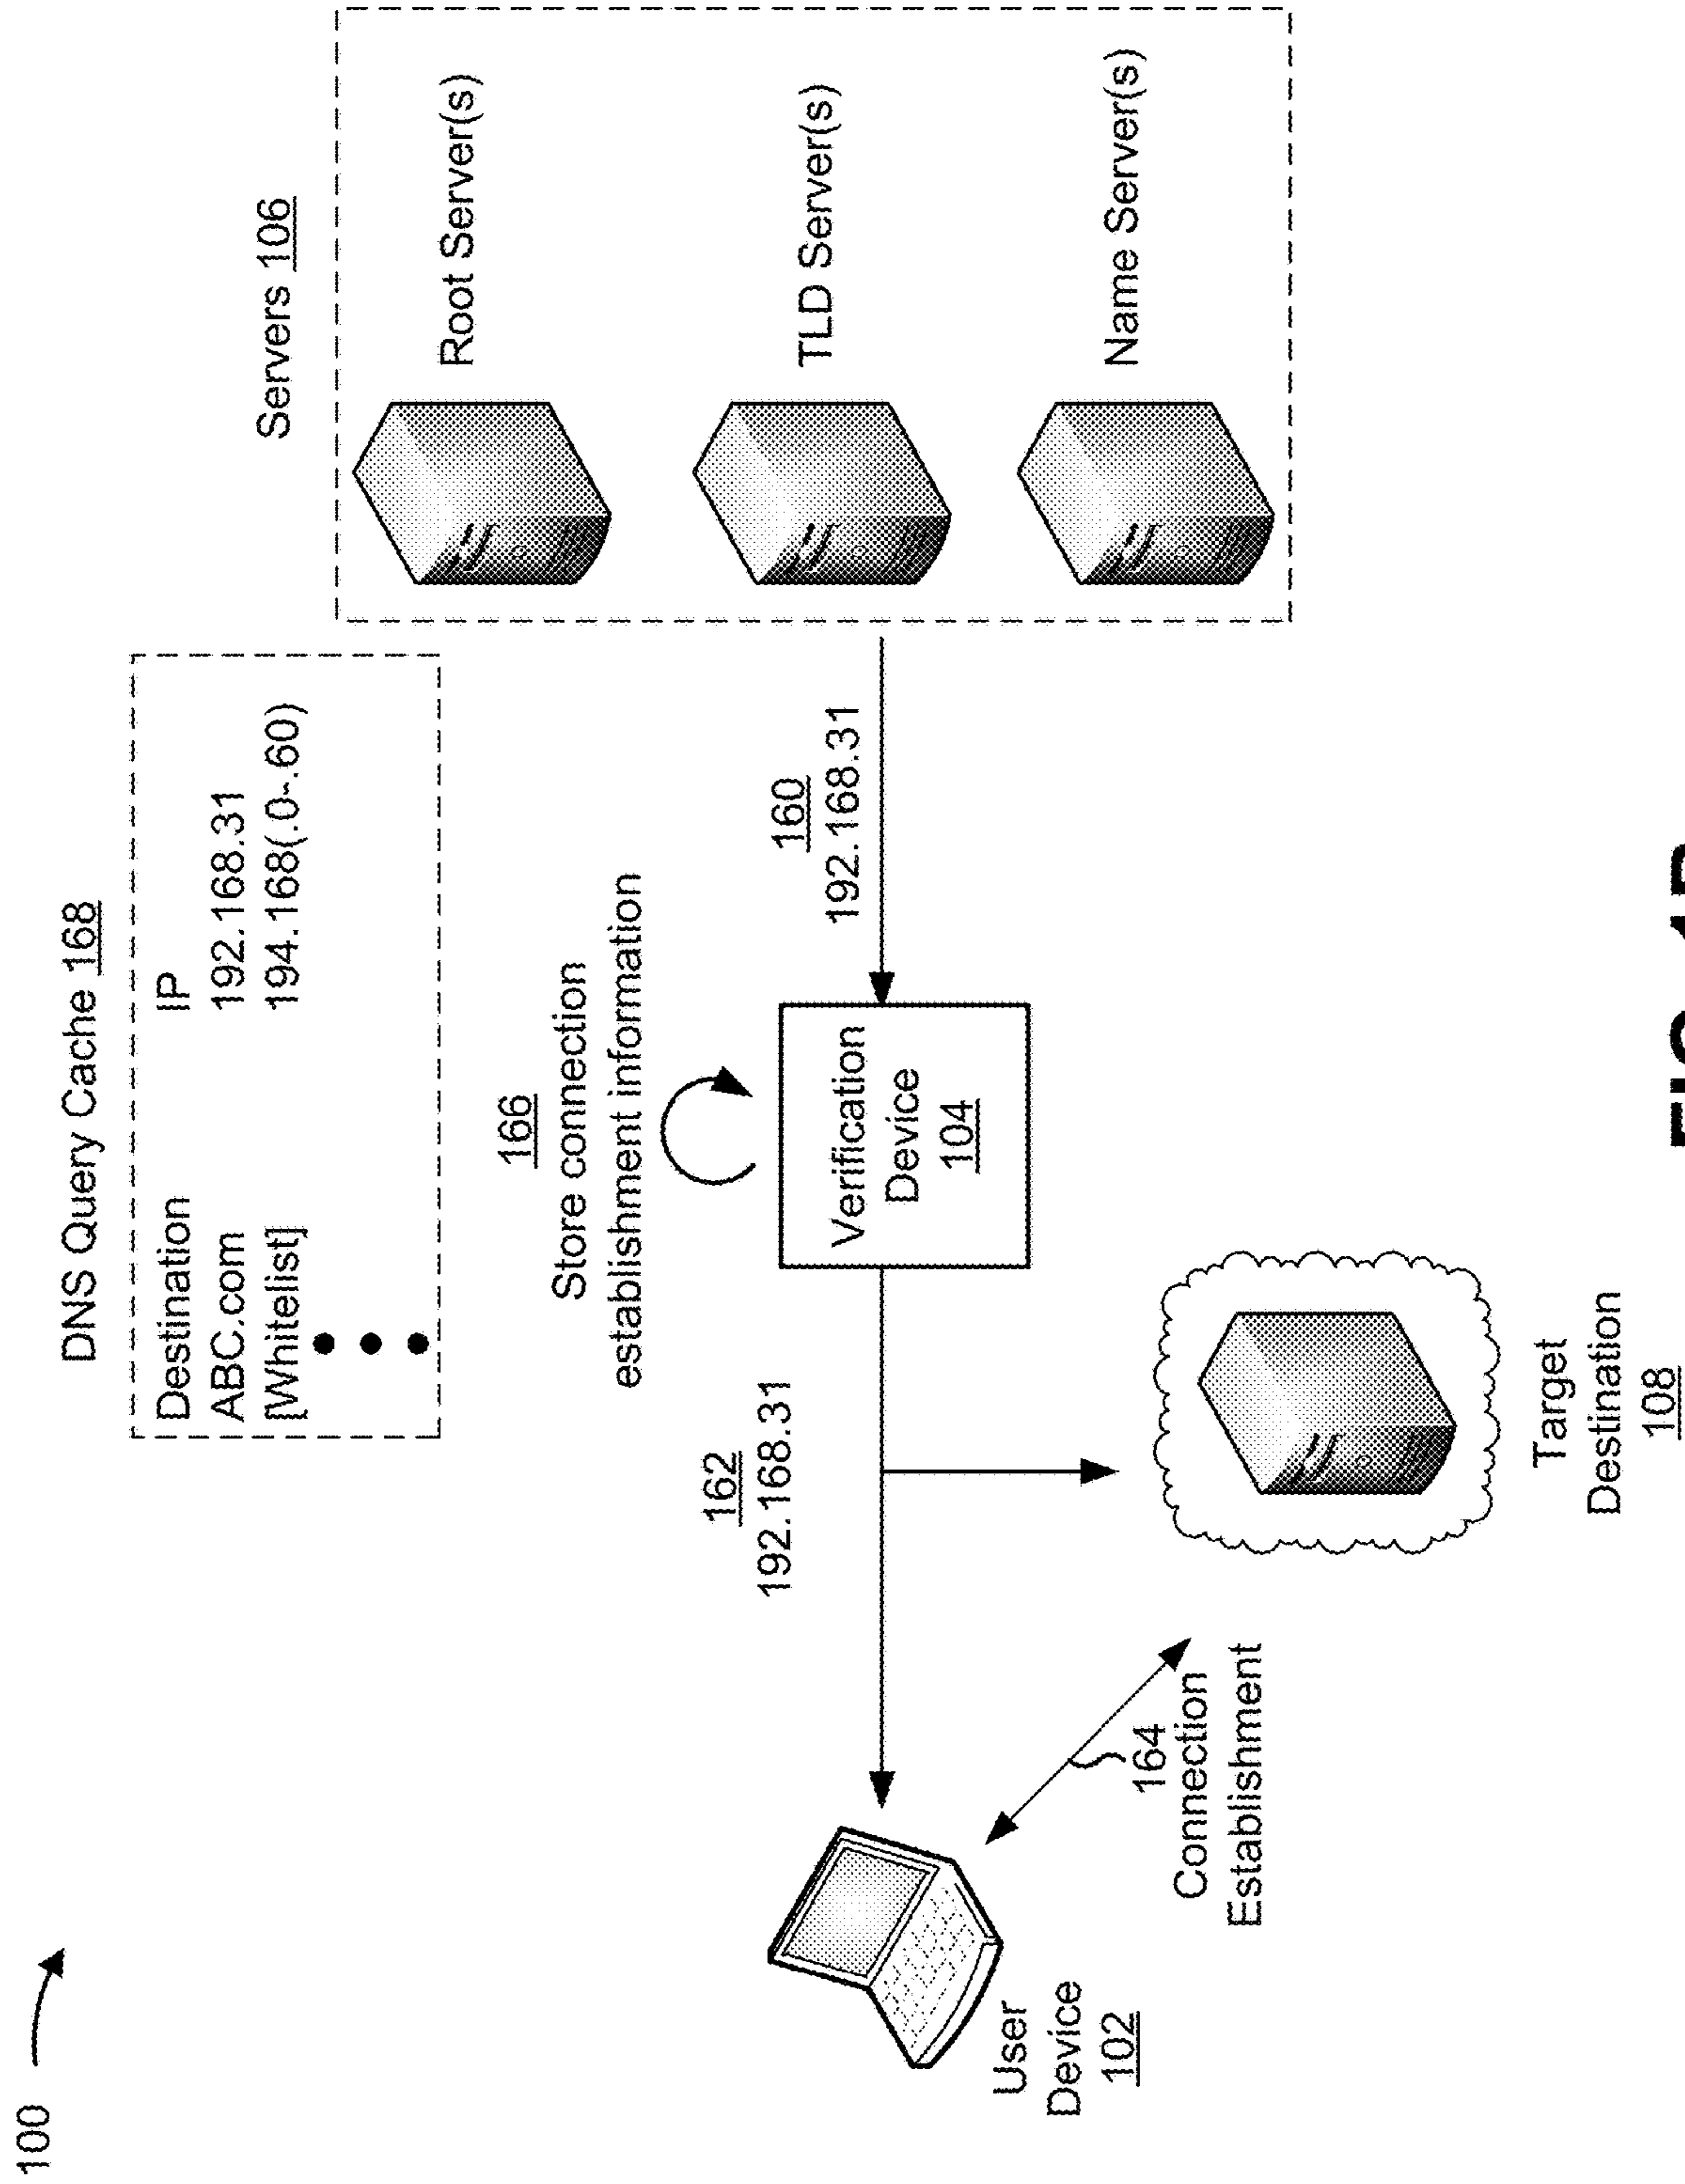 100
DNS Query Cache 168
Destination IP
ABC.com 192.168.31
[Whitelist] 194.168(.0-.60)
Servers 106
Root Server(s)
TLD Server(s)
Name Server(s)
166
Store connection
establishment information
160
192.168.31
162
192.168.31
Verification
Device
104
User
Device
102
164
Connection
Establishment
Target
Destination
108